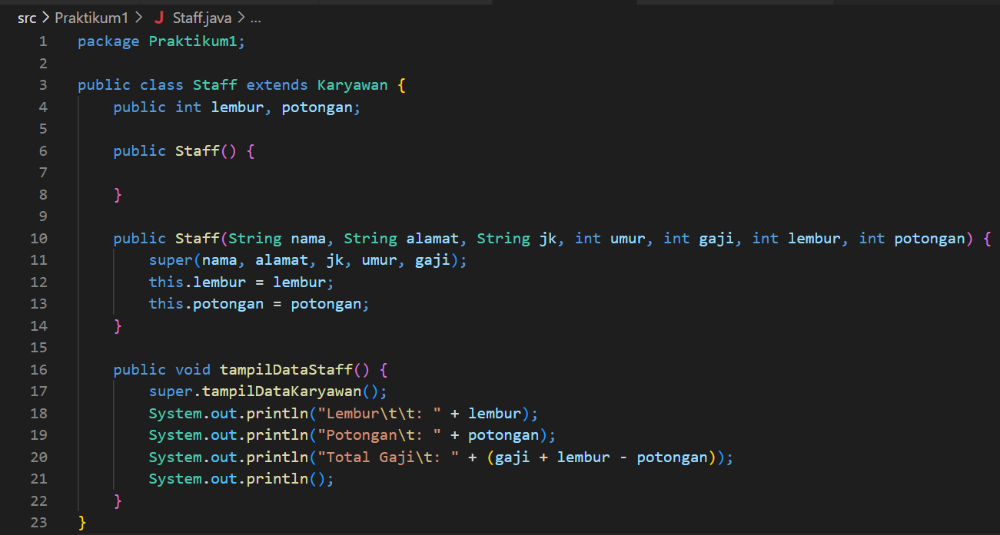 src > Praktikum1 > J Staff.java > ...
1 package Praktikum1;
2
3 public class Staff extends Karyawan {
4     public int lembur, potongan;
5
6     public Staff() {
7
8     }
9
10     public Staff(String nama, String alamat, String jk, int umur, int gaji, int lembur, int potongan) {
11         super(nama, alamat, jk, umur, gaji);
12         this.lembur = lembur;
13         this.potongan = potongan;
14     }
15
16     public void tampilDataStaff() {
17         super.tampilDataKaryawan();
18         System.out.println("Lembur\t\t: " + lembur);
19         System.out.println("Potongan\t: " + potongan);
20         System.out.println("Total Gaji\t: " + (gaji + lembur - potongan));
21         System.out.println();
22     }
23 }